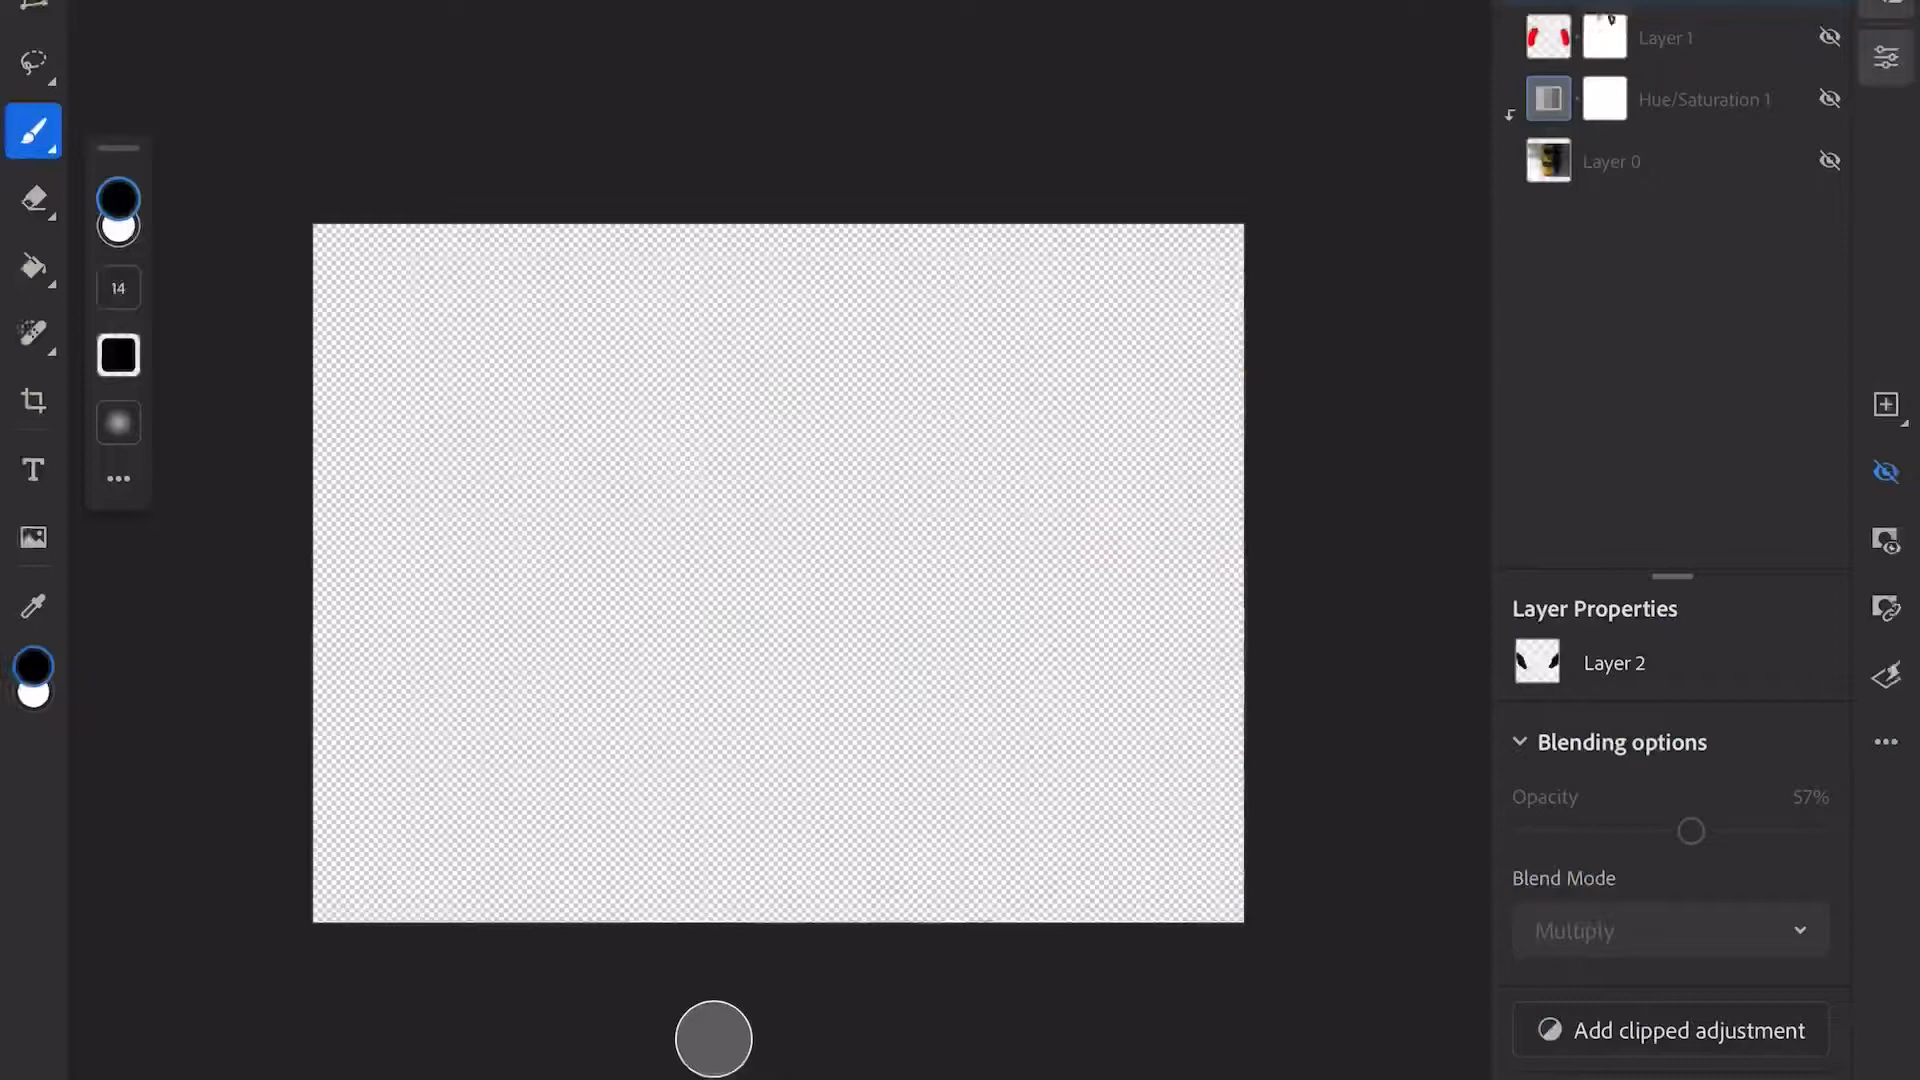 Layer 1
Hue/Saturation 1
Layer 0
14
T
Layer Properties
Layer 2
Blending options
Opacity 57%
Blend Mode
Multiply
Add clipped adjustment